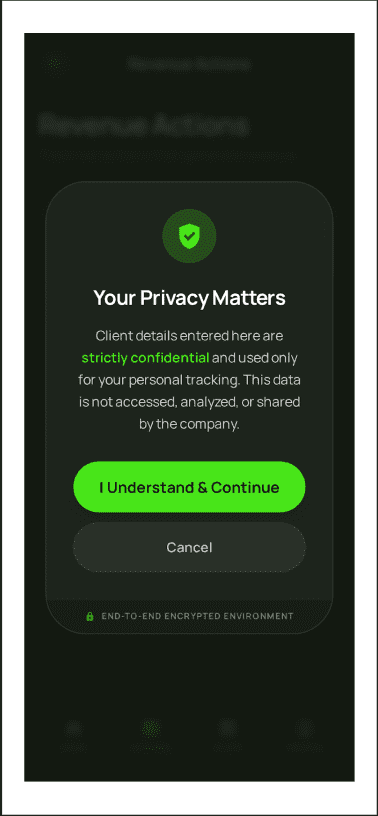 Revenue Actions
Revenue Actions
Your Privacy Matters
Client details entered here are
strictly confidential and used only
for your personal tracking. This data
is not accessed, analyzed, or shared
by the company.
I Understand & Continue
Cancel
END-TO-END ENCRYPTED ENVIRONMENT